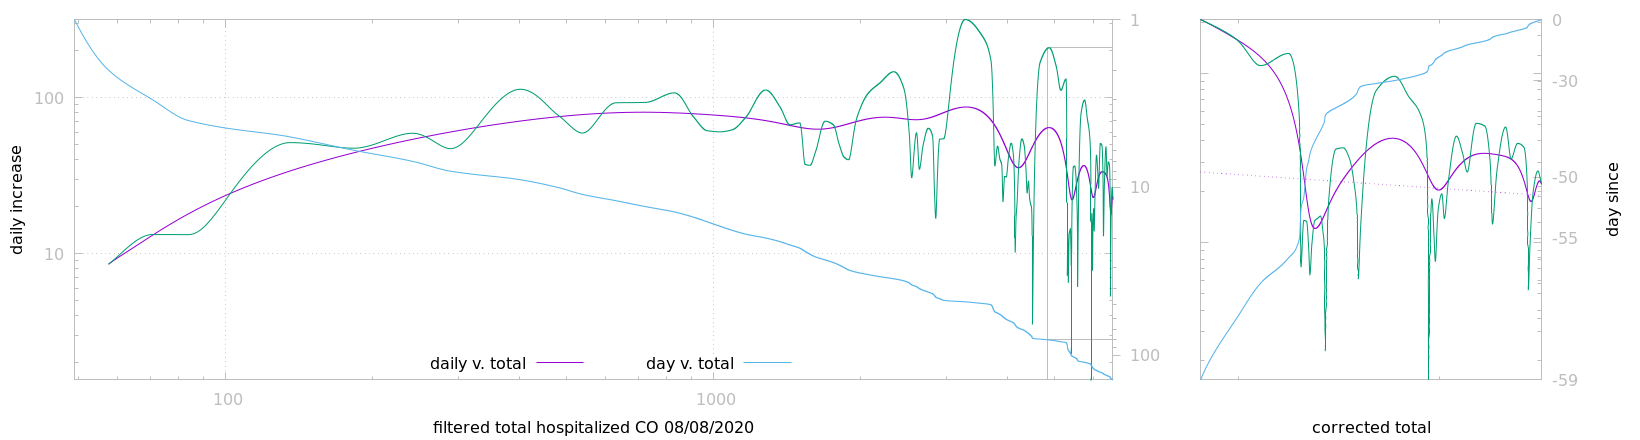 daily increase
100
10
daily v. total
day v. total
100
1000
filtered total hospitalized CO 08/08/2020
1
10
100
0
-30
-50
-55
-59
day since
corrected total